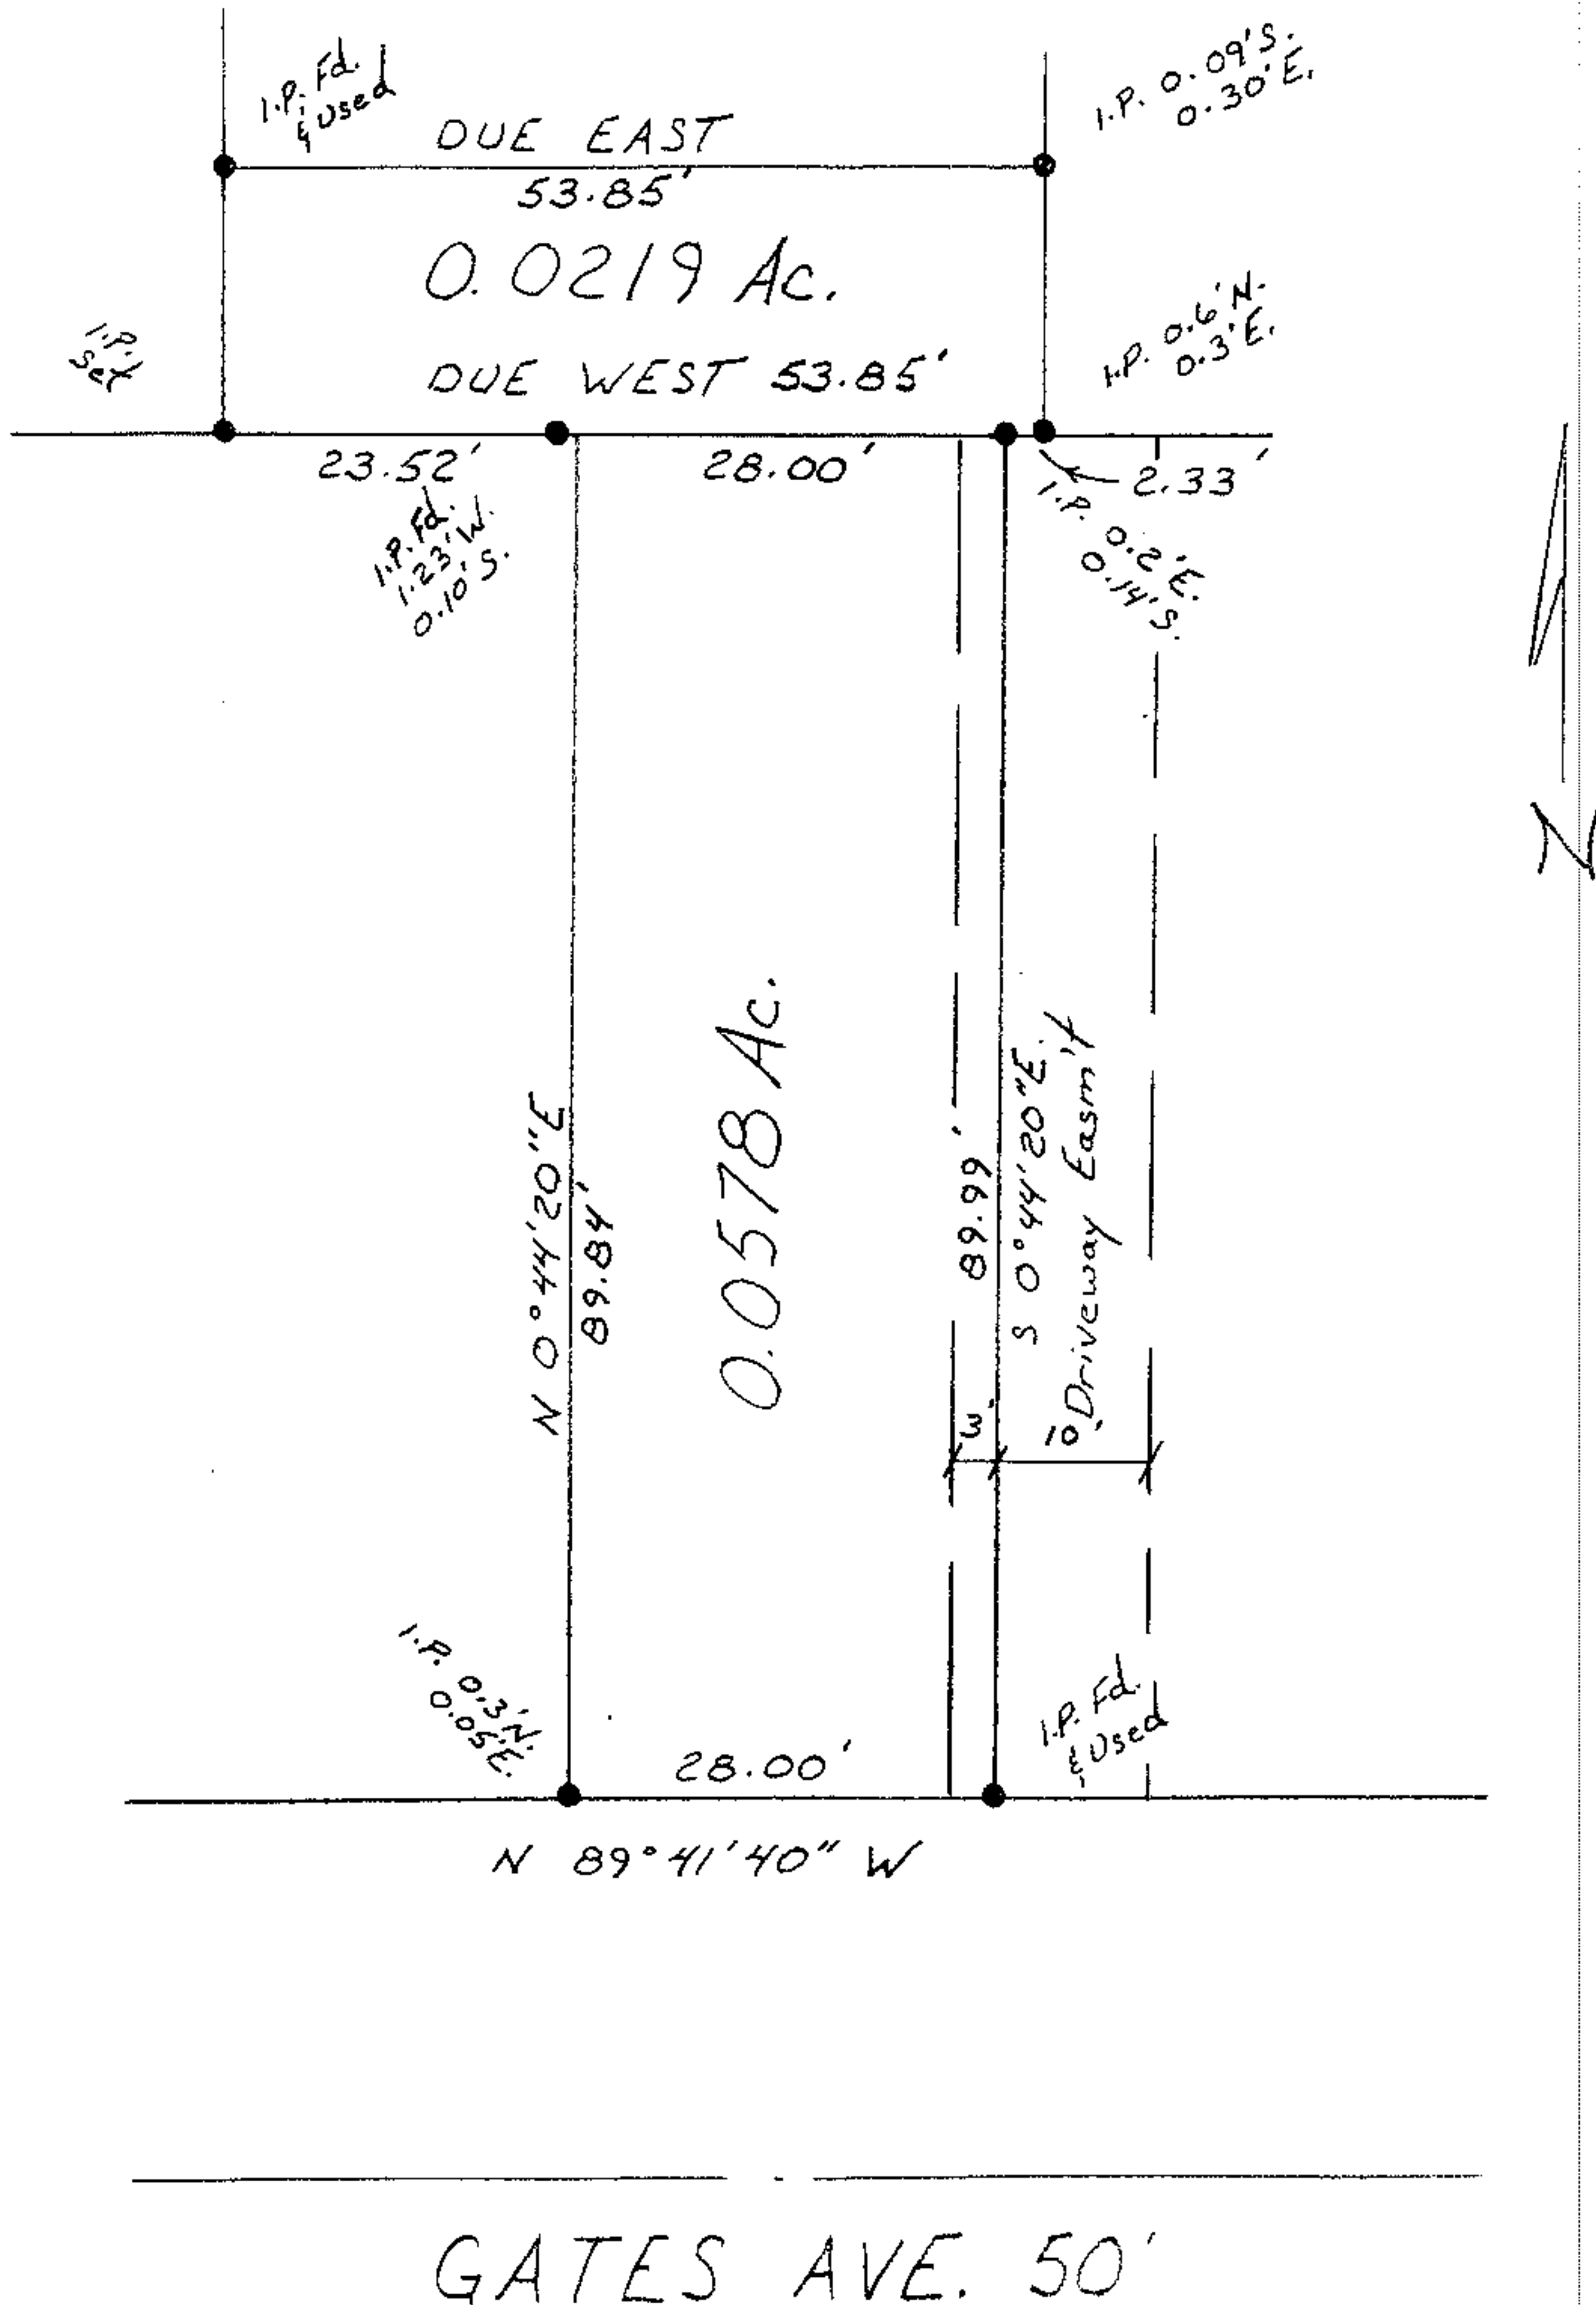 I.P. Fd.
& Used
DUE EAST
53.85'
I.P. 0.09'S.
0.30'E.
0.0219 Ac.
I.P.
Set
DUE WEST 53.85'
I.P. 0.6'N.
0.3'E.
23.52'
28.00'
2.33'
I.P. Fd.
1.23'W.
0.10'S.
I.P. 0.2'E.
0.14'S.
N
N 0°44'20"E
89.84'
0.0578 Ac.
89.99'
S 0°44'20"E.
Driveway Easm't
3'
10'
I.P. 0.3'N.
0.05'E.
28.00'
I.P. Fd.
& Used
N 89°41'40" W
GATES AVE. 50'